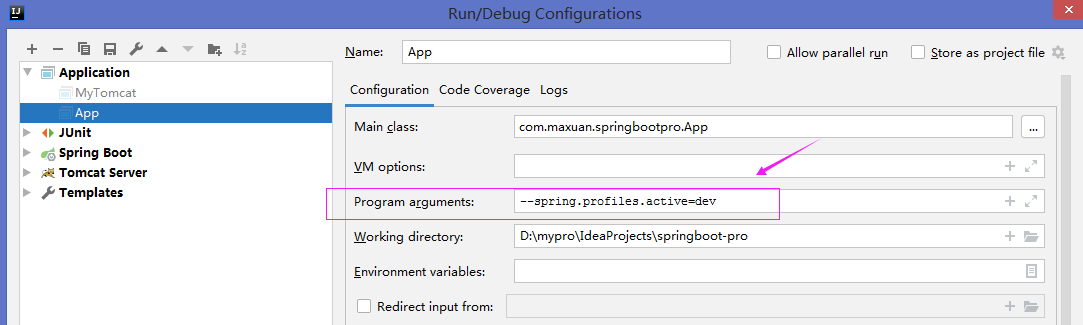 IJ
Run/Debug Configurations
Name: App
Allow parallel run
Store as project file
Application
MyTomcat
App
JUnit
Spring Boot
Tomcat Server
Templates
Configuration Code Coverage Logs
Main class: com.maxuan.springbootpro.App ...
VM options:
Program arguments: --spring.profiles.active=dev
Working directory: D:\mypro\IdeaProjects\springboot-pro
Environment variables:
Redirect input from: